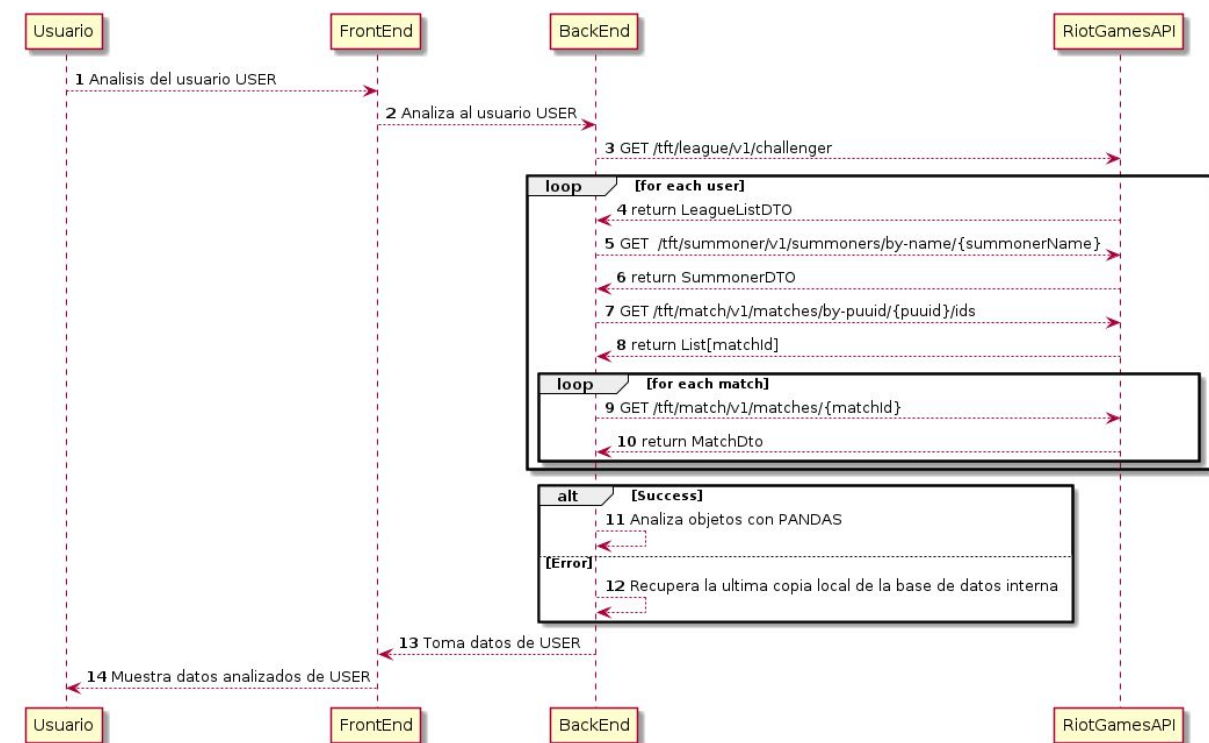 Usuario FrontEnd BackEnd RiotGamesAPI
1 Analisis del usuario USER
2 Analiza al usuario USER
3 GET /tft/league/v1/challenger
loop [for each user]
4 return LeagueListDTO
5 GET /tft/summoner/v1/summoners/by-name/{summonerName}
6 return SummonerDTO
7 GET /tft/match/v1/matches/by-puuid/{puuid}/ids
8 return List[matchId]
loop [for each match]
9 GET /tft/match/v1/matches/{matchId}
10 return MatchDto
alt [Success]
11 Analiza objetos con PANDAS
[Error]
12 Recupera la ultima copia local de la base de datos interna
13 Toma datos de USER
14 Muestra datos analizados de USER
Usuario FrontEnd BackEnd RiotGamesAPI